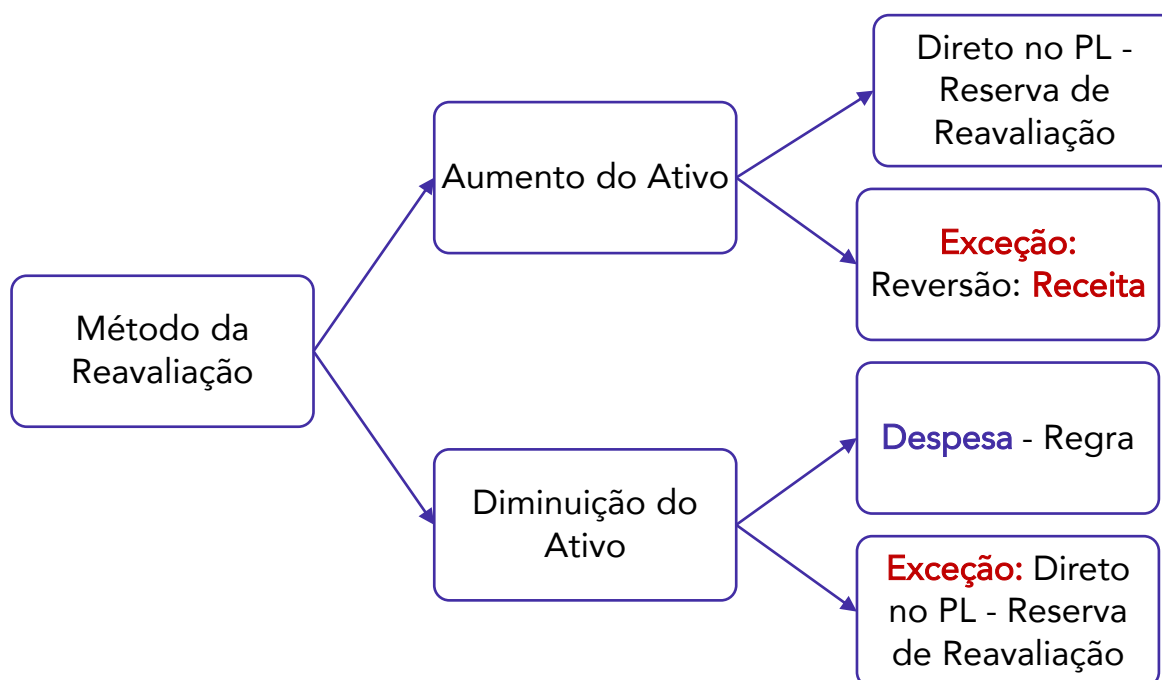 Método da
Reavaliação
Aumento do Ativo
Direto no PL -
Reserva de
Reavaliação
Exceção:
Reversão: Receita
Diminuição do
Ativo
Despesa - Regra
Exceção: Direto
no PL - Reserva
de Reavaliação